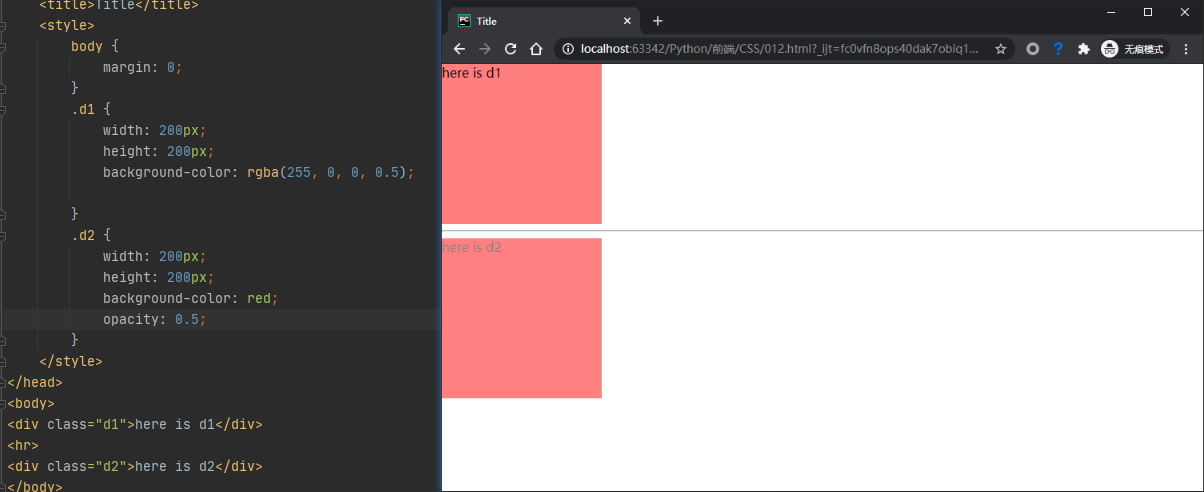 <title>Title</title>
<style>
body {
margin: 0;
}
.d1 {
width: 200px;
height: 200px;
background-color: rgba(255, 0, 0, 0.5);
}
.d2 {
width: 200px;
height: 200px;
background-color: red;
opacity: 0.5;
}
</style>
</head>
<body>
<div class="d1">here is d1</div>
<hr>
<div class="d2">here is d2</div>
</body>
PC
Title
localhost:63342/Python/前端/CSS/012.html?_ijt=fc0vfn8ops40dak7obiq1...
?
无痕模式
here is d1
here is d2